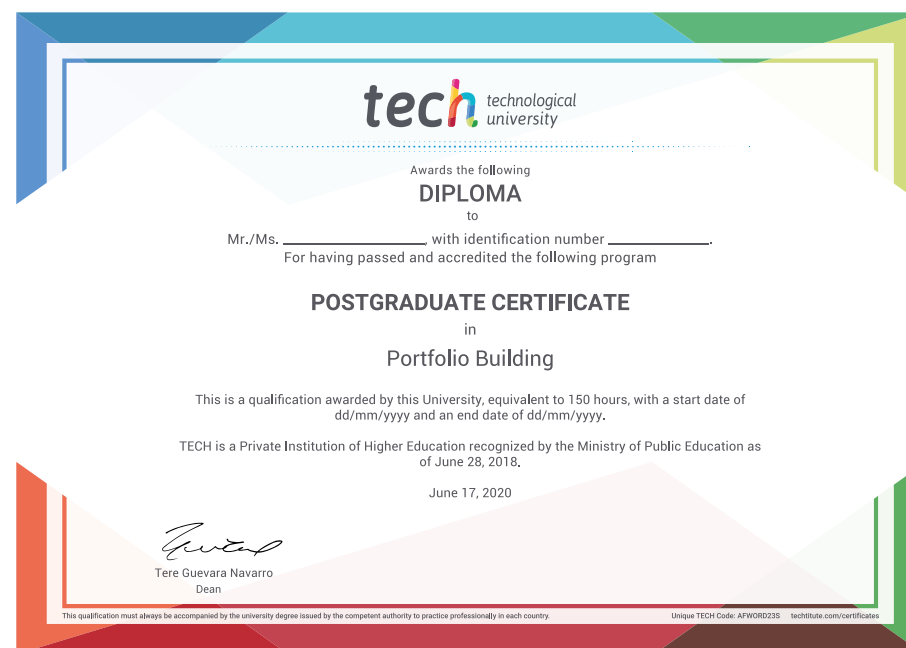 tech technological
university
Awards the following
DIPLOMA
to
Mr./Ms. _______________, with identification number ______________.
For having passed and accredited the following program
POSTGRADUATE CERTIFICATE
in
Portfolio Building
This is a qualification awarded by this University, equivalent to 150 hours, with a start date of
dd/mm/yyyy and an end date of dd/mm/yyyy.
TECH is a Private Institution of Higher Education recognized by the Ministry of Public Education as
of June 28, 2018.
June 17, 2020
Tere Guevara Navarro
Dean
This qualification must always be accompanied by the university degree issued by the competent authority to practice professionally in each country.
Unique TECH Code: AFWORD23S techtitute.com/certificates